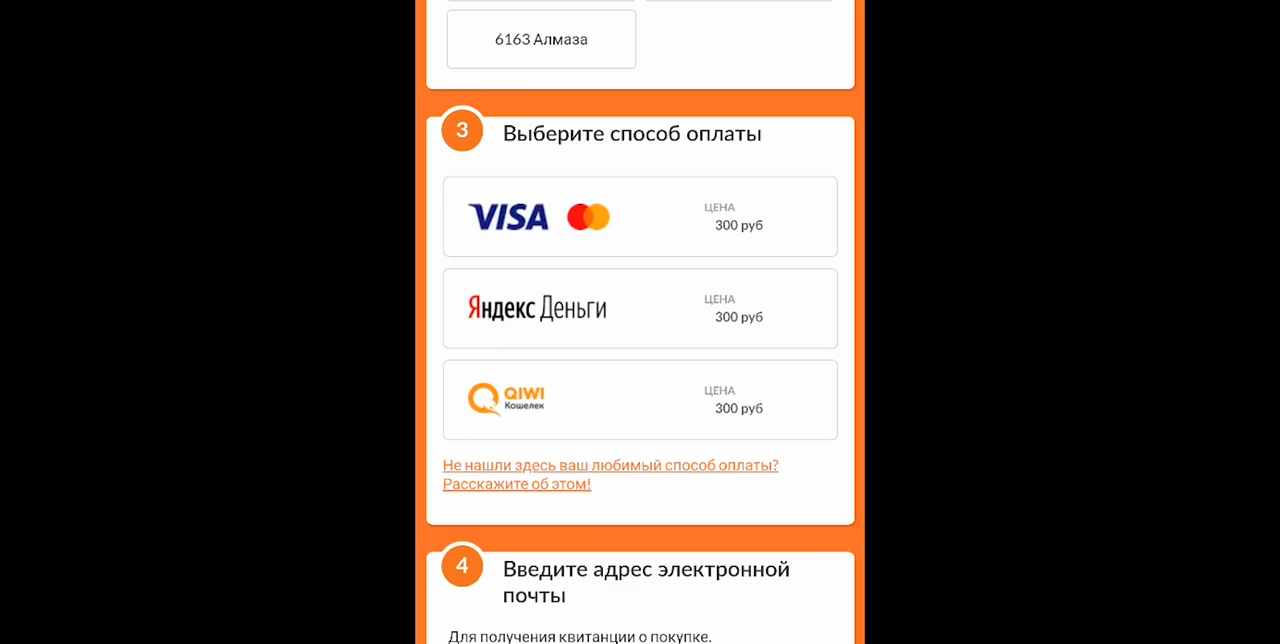 6163 Алмаза
3
Выберите способ оплаты
VISA
ЦЕНА
300 руб
Яндекс Деньги
ЦЕНА
300 руб
QIWI
Кошелек
ЦЕНА
300 руб
Не нашли здесь ваш любимый способ оплаты?
Расскажите об этом!
4
Введите адрес электронной
почты
Для получения квитанции о покупке.